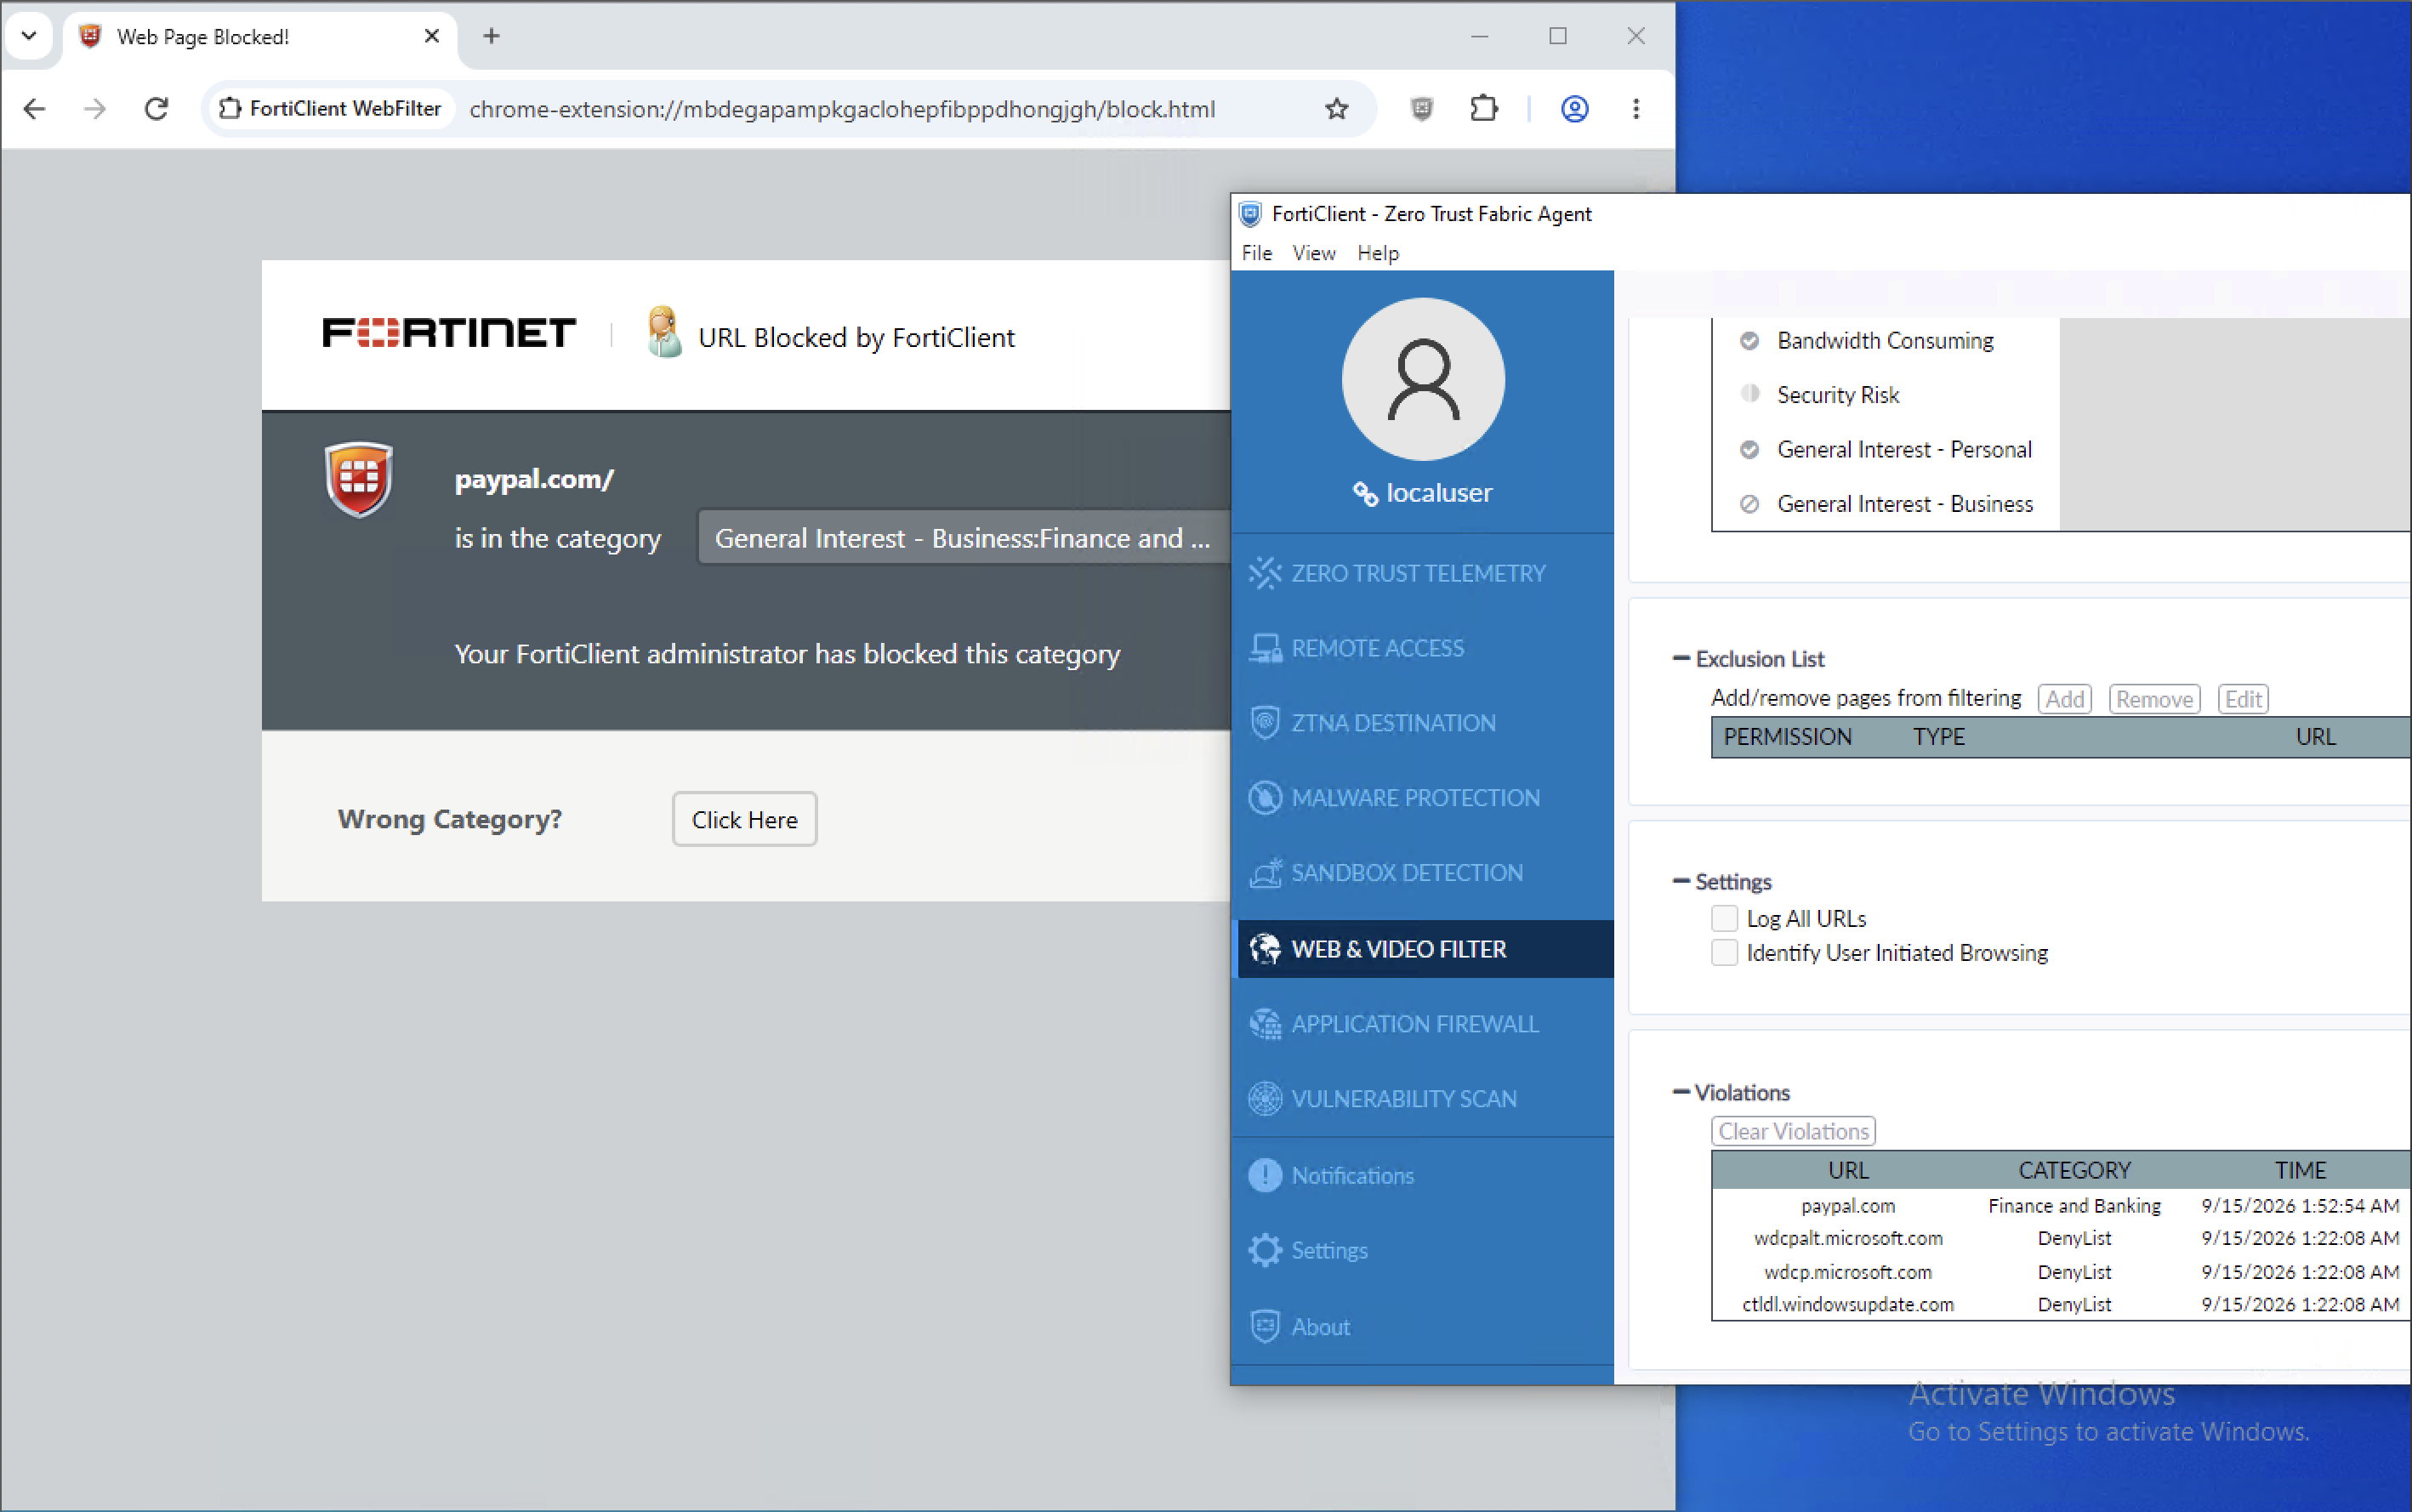 Web Page Blocked!
FortiClient WebFilter
chrome-extension://mbdegapampkgaclohepfibppdhongjgh/block.html
FORTINET
URL Blocked by FortiClient
paypal.com/
is in the category
General Interest - Business:Finance and ...
Your FortiClient administrator has blocked this category
Wrong Category?
Click Here
FortiClient - Zero Trust Fabric Agent
File View Help
localuser
ZERO TRUST TELEMETRY
REMOTE ACCESS
ZTNA DESTINATION
MALWARE PROTECTION
SANDBOX DETECTION
WEB & VIDEO FILTER
APPLICATION FIREWALL
VULNERABILITY SCAN
Notifications
Settings
About
Bandwidth Consuming
Security Risk
General Interest - Personal
General Interest - Business
Exclusion List
Add/remove pages from filtering Add Remove Edit
PERMISSION TYPE URL
Settings
Log All URLs
Identify User Initiated Browsing
Violations
Clear Violations
URL CATEGORY TIME
paypal.com Finance and Banking 9/15/2026 1:52:54 AM
wdcpalt.microsoft.com DenyList 9/15/2026 1:22:08 AM
wdcp.microsoft.com DenyList 9/15/2026 1:22:08 AM
ctldl.windowsupdate.com DenyList 9/15/2026 1:22:08 AM
Activate Windows
Go to Settings to activate Windows.